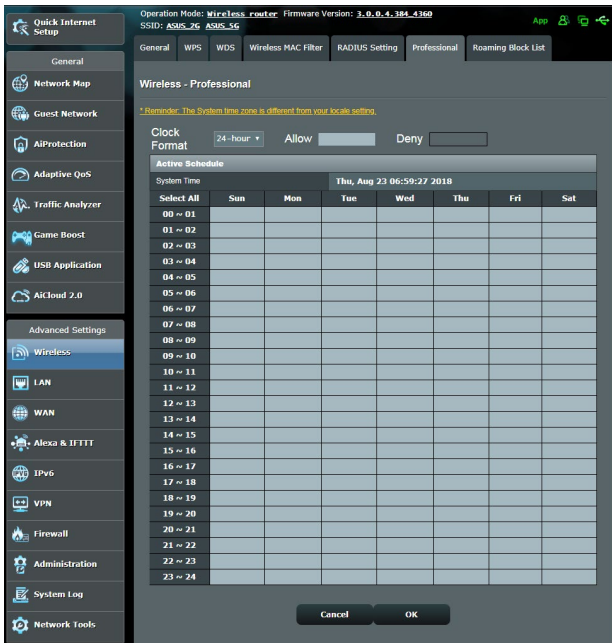 Quick Internet
Setup
General
Network Map
Guest Network
AiProtection
Adaptive QoS
Traffic Analyzer
Game Boost
USB Application
AiCloud 2.0
Advanced Settings
Wireless
LAN
WAN
Alexa & IFTTT
IPv6
VPN
Firewall
Administration
System Log
Network Tools
Operation Mode: Wireless router Firmware Version: 3.0.0.4.384_4360
SSID: ASUS_2G ASUS_5G
App
General WPS WDS Wireless MAC Filter RADIUS Setting Professional Roaming Block List
Wireless - Professional
* Reminder: The System time zone is different from your locale setting.
Clock
Format
24-hour Allow Deny
Active Schedule
System Time Thu, Aug 23 06:59:27 2018
Select All Sun Mon Tue Wed Thu Fri Sat
00 ~ 01
01 ~ 02
02 ~ 03
03 ~ 04
04 ~ 05
05 ~ 06
06 ~ 07
07 ~ 08
08 ~ 09
09 ~ 10
10 ~ 11
11 ~ 12
12 ~ 13
13 ~ 14
14 ~ 15
15 ~ 16
16 ~ 17
17 ~ 18
18 ~ 19
19 ~ 20
20 ~ 21
21 ~ 22
22 ~ 23
23 ~ 24
Cancel OK